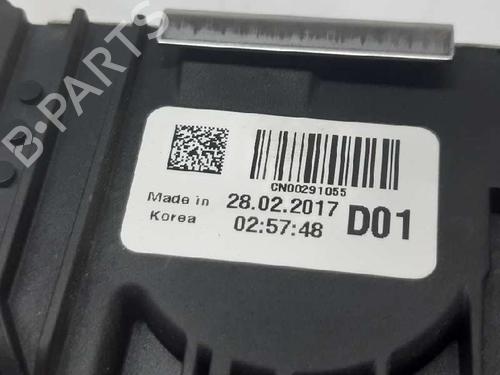 B-PARTS
CN00291055
Made in Korea
28.02.2017
02:57:48
D01